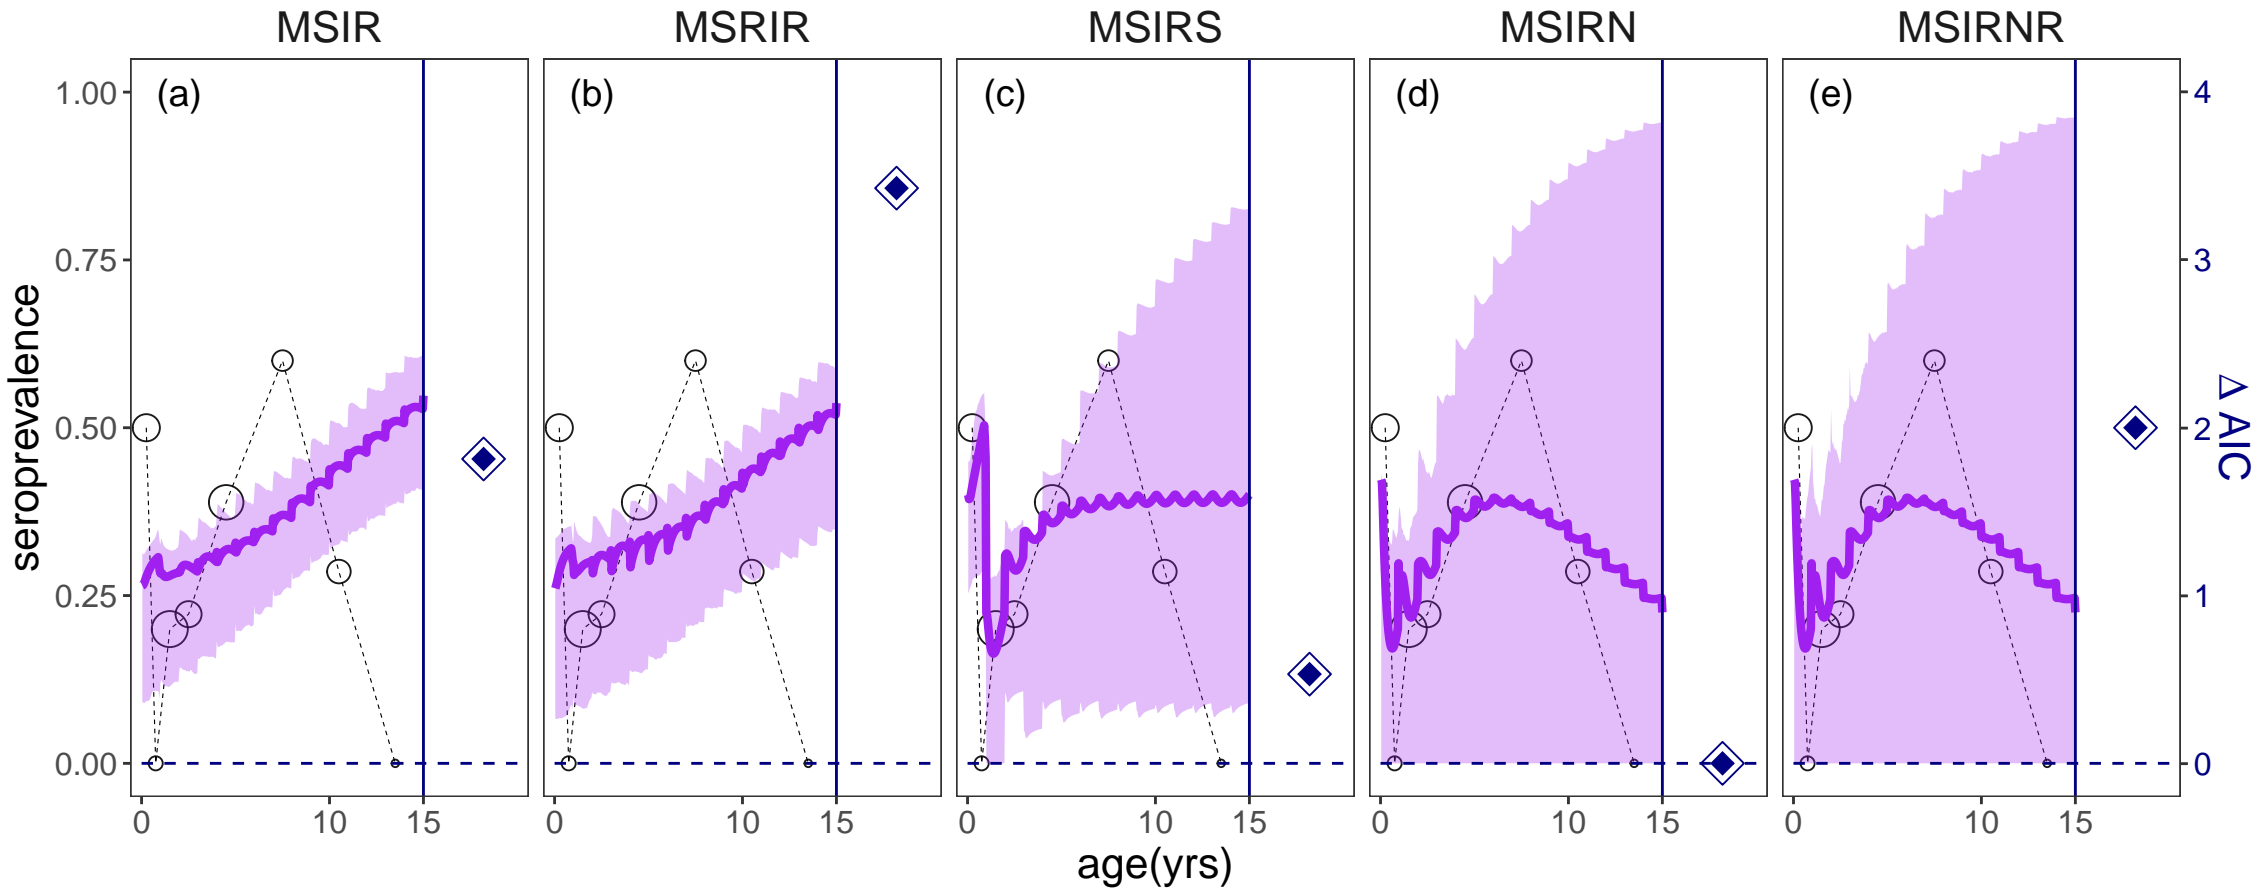 MSIR MSRIR MSIRS MSIRN MSIRNR
(a) (b) (c) (d) (e)
1.00 4
0.75 3
0.50 2
0.25 1
0.00 0
seroprevalence
Δ AIC
0 10 15 0 10 15 0 10 15 0 10 15 0 10 15
age(yrs)